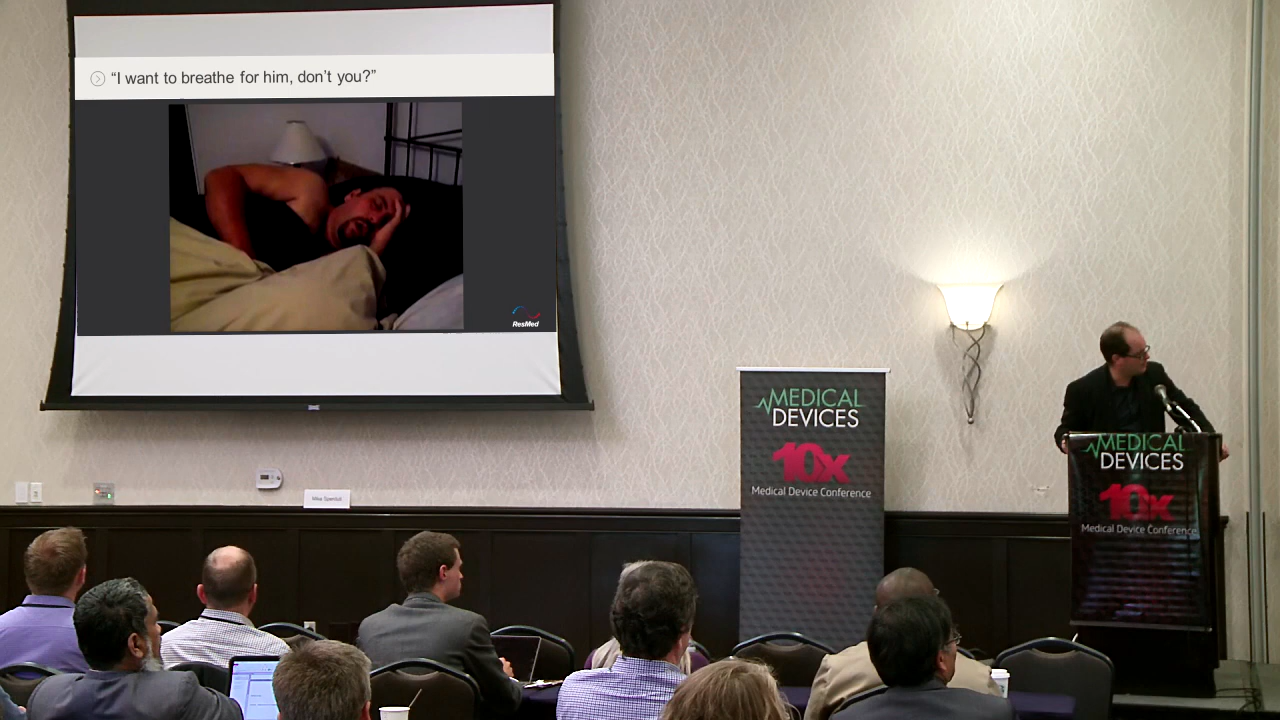 “I want to breathe for him, don’t you?”
ResMed
MEDICAL
DEVICES
10x
Medical Device Conference
MEDICAL
DEVICES
10x
Medical Device Conference